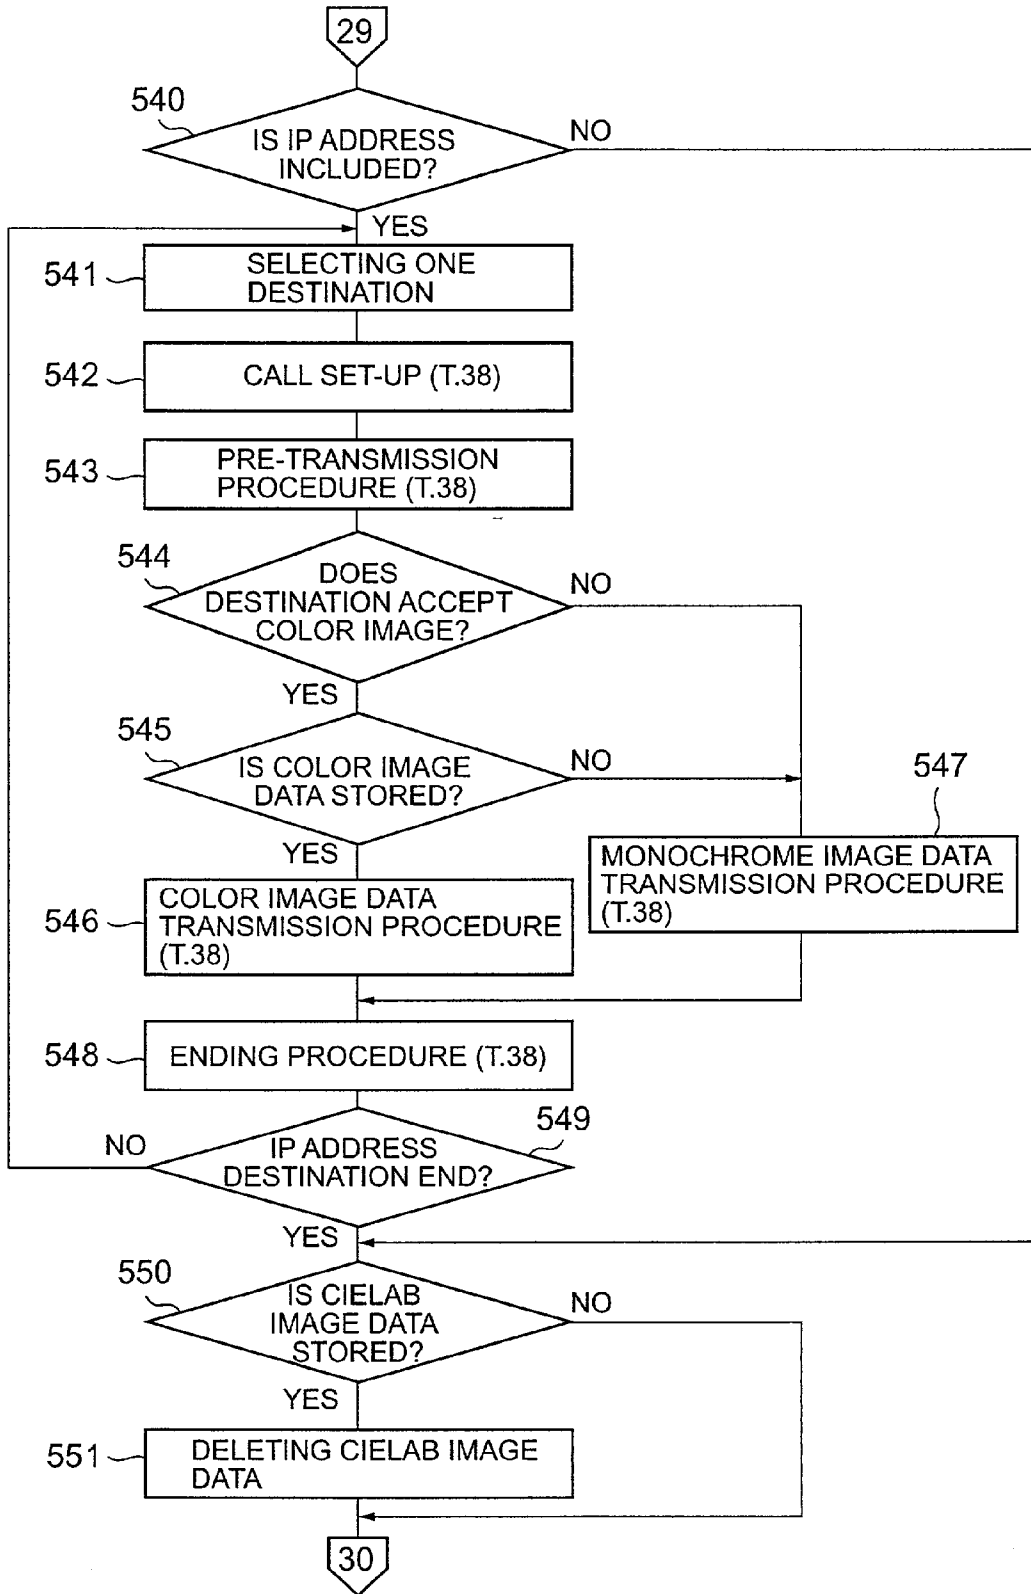 29
540
IS IP ADDRESS
INCLUDED?
NO
YES
541
SELECTING ONE
DESTINATION
542
CALL SET-UP (T.38)
543
PRE-TRANSMISSION
PROCEDURE (T.38)
544
DOES
DESTINATION ACCEPT
COLOR IMAGE?
NO
YES
545
IS COLOR IMAGE
DATA STORED?
NO
YES
547
MONOCHROME IMAGE DATA
TRANSMISSION PROCEDURE
(T.38)
546
COLOR IMAGE DATA
TRANSMISSION PROCEDURE
(T.38)
548
ENDING PROCEDURE (T.38)
549
IP ADDRESS
DESTINATION END?
NO
YES
550
IS CIELAB
IMAGE DATA
STORED?
NO
YES
551
DELETING CIELAB IMAGE
DATA
30